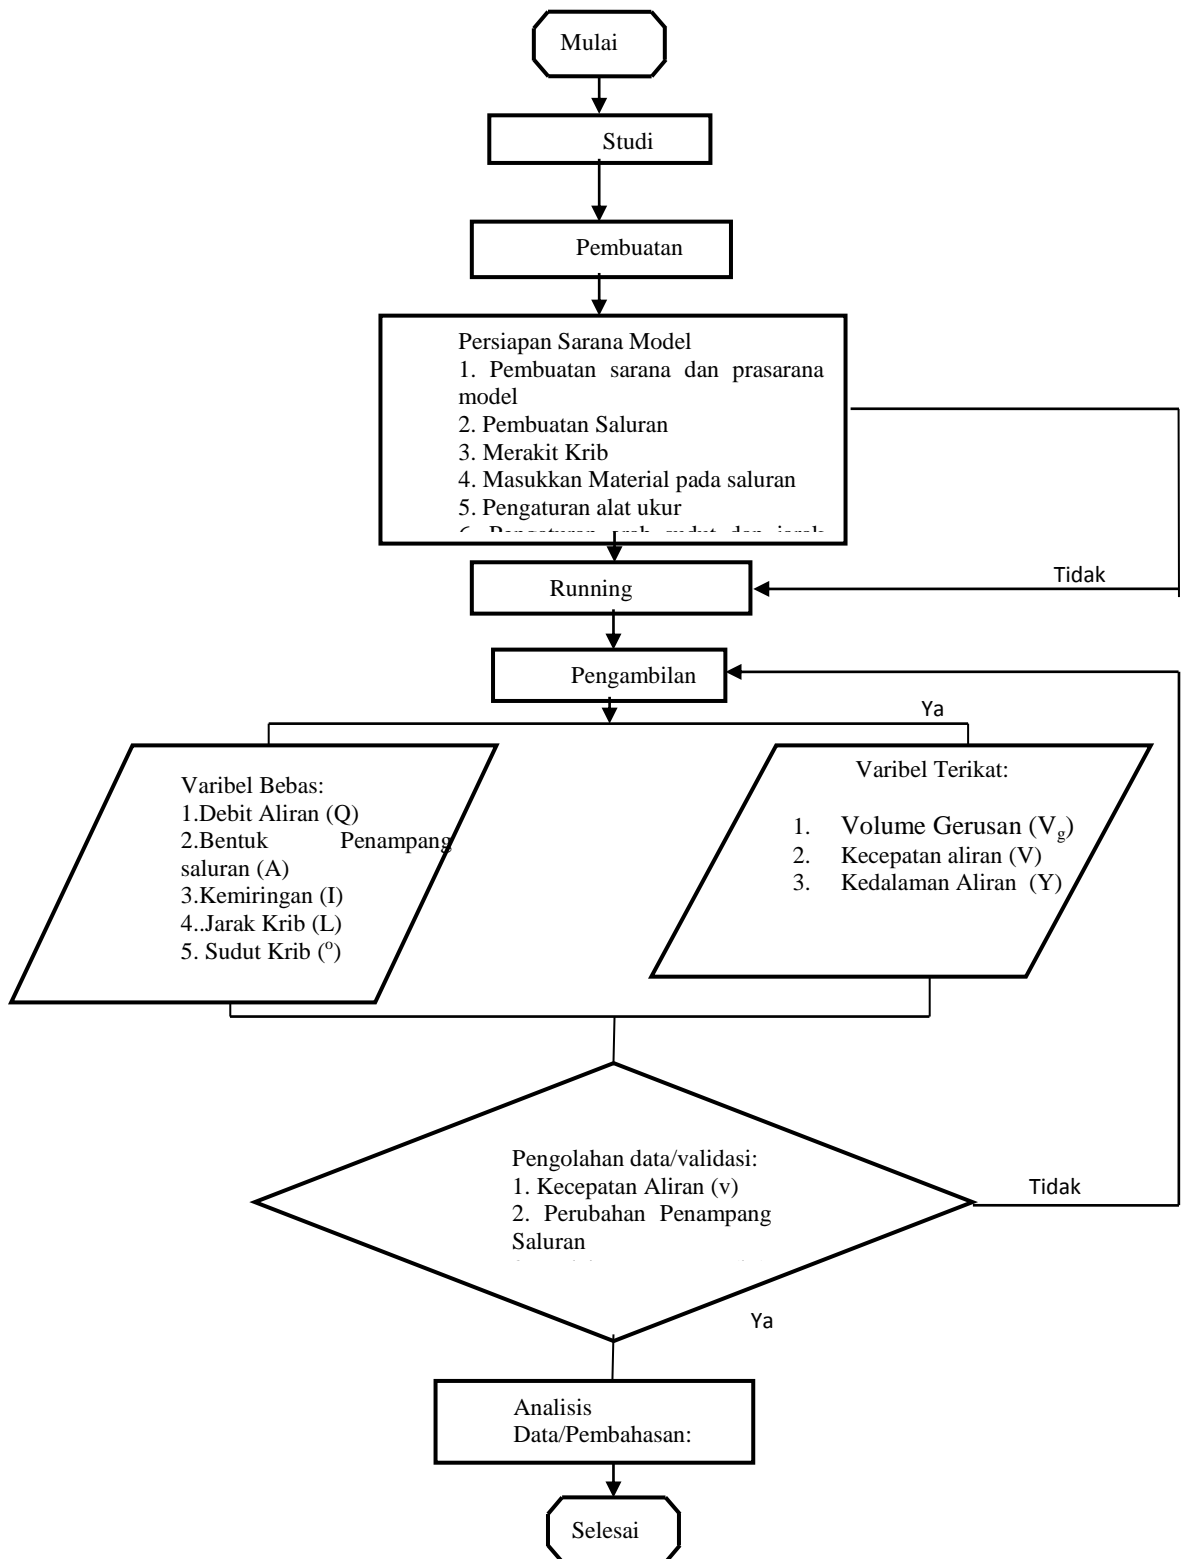 Mulai
Studi
Pembuatan
Persiapan Sarana Model
1. Pembuatan sarana dan prasarana
model
2. Pembuatan Saluran
3. Merakit Krib
4. Masukkan Material pada saluran
5. Pengaturan alat ukur
Running
Tidak
Pengambilan
Ya
Varibel Bebas:
1.Debit Aliran (Q)
2.Bentuk Penampang
saluran (A)
3.Kemiringan (I)
4..Jarak Krib (L)
5. Sudut Krib (°)
Varibel Terikat:
1. Volume Gerusan (Vg)
2. Kecepatan aliran (V)
3. Kedalaman Aliran (Y)
Pengolahan data/validasi:
1. Kecepatan Aliran (v)
2. Perubahan Penampang
Saluran
Tidak
Ya
Analisis
Data/Pembahasan:
Selesai